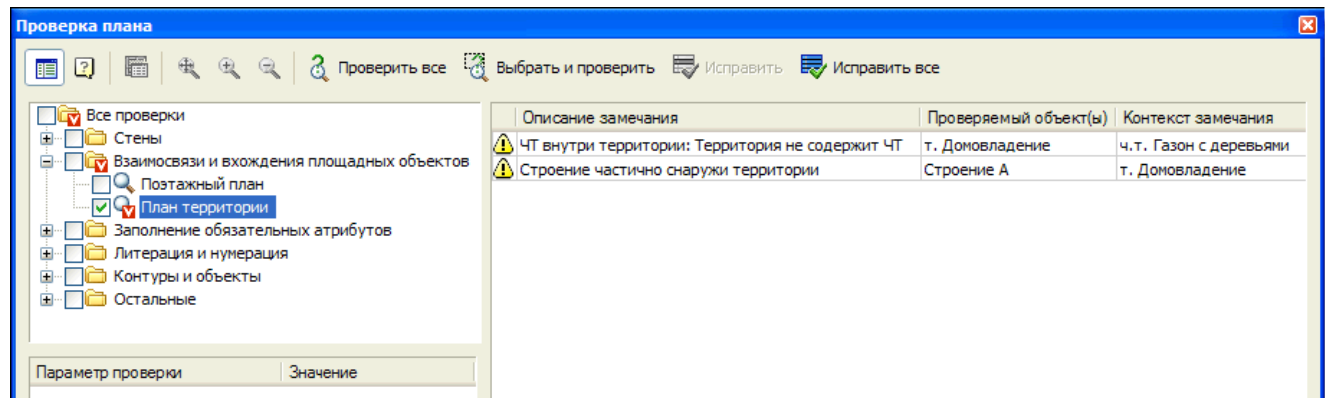 Проверка плана
Проверить все Выбрать и проверить Исправить Исправить все
Все проверки
Стены
Взаимосвязи и вхождения площадных объектов
Поэтажный план
План территории
Заполнение обязательных атрибутов
Литерация и нумерация
Контуры и объекты
Остальные
Параметр проверки Значение
Описание замечания Проверяемый объект(ы) Контекст замечания
ЧТ внутри территории: Территория не содержит ЧТ т. Домовладение ч.т. Газон с деревьями
Строение частично снаружи территории Строение А т. Домовладение